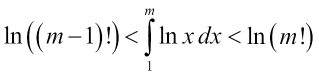 ln((m−1)!) < ∫₁ᵐ ln x dx < ln(m!)